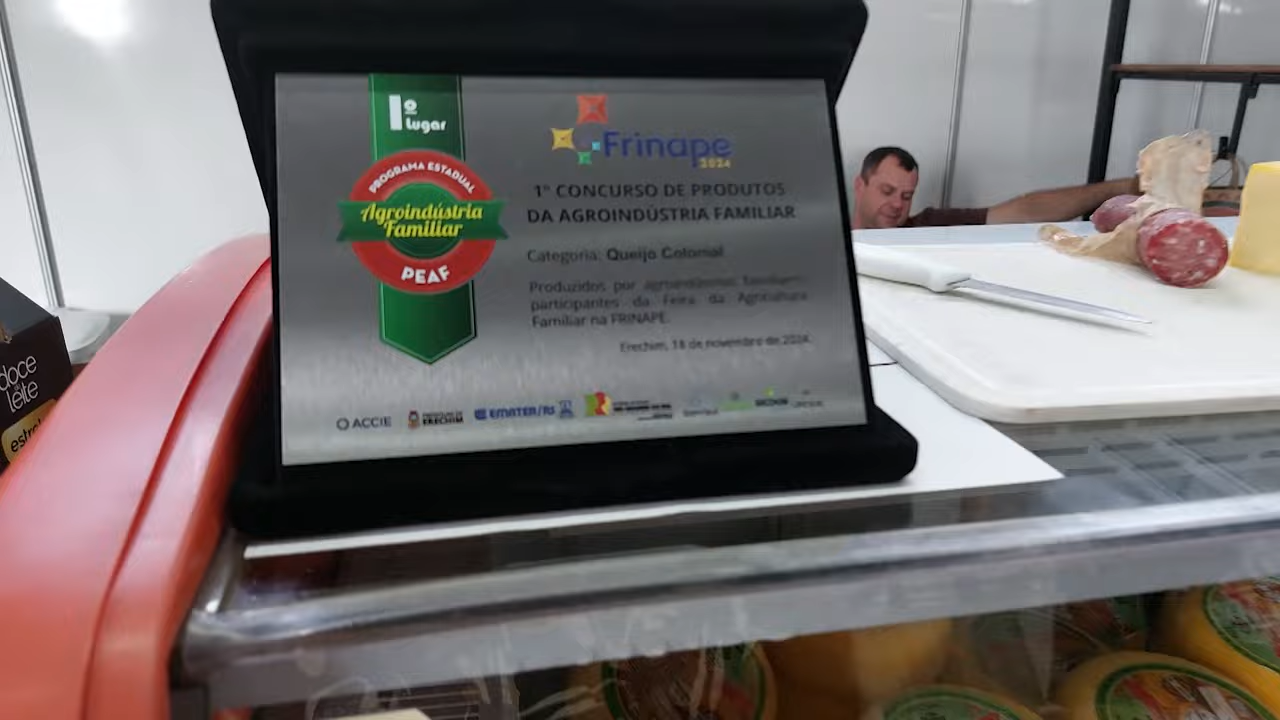 1º
Lugar
PROGRAMA ESTADUAL
Agroindústria
Familiar
PEAF
Frinape
2024
1º CONCURSO DE PRODUTOS
DA AGROINDÚSTRIA FAMILIAR
Categoria: Queijo Colonial
Produzidos por agroindústrias familiares
participantes da Feira da Agricultura
Familiar na FRINAPE.
Erechim, 18 de novembro de 2024.
ACCIE
ERECHIM
EMATER/RS
doce
de
leite